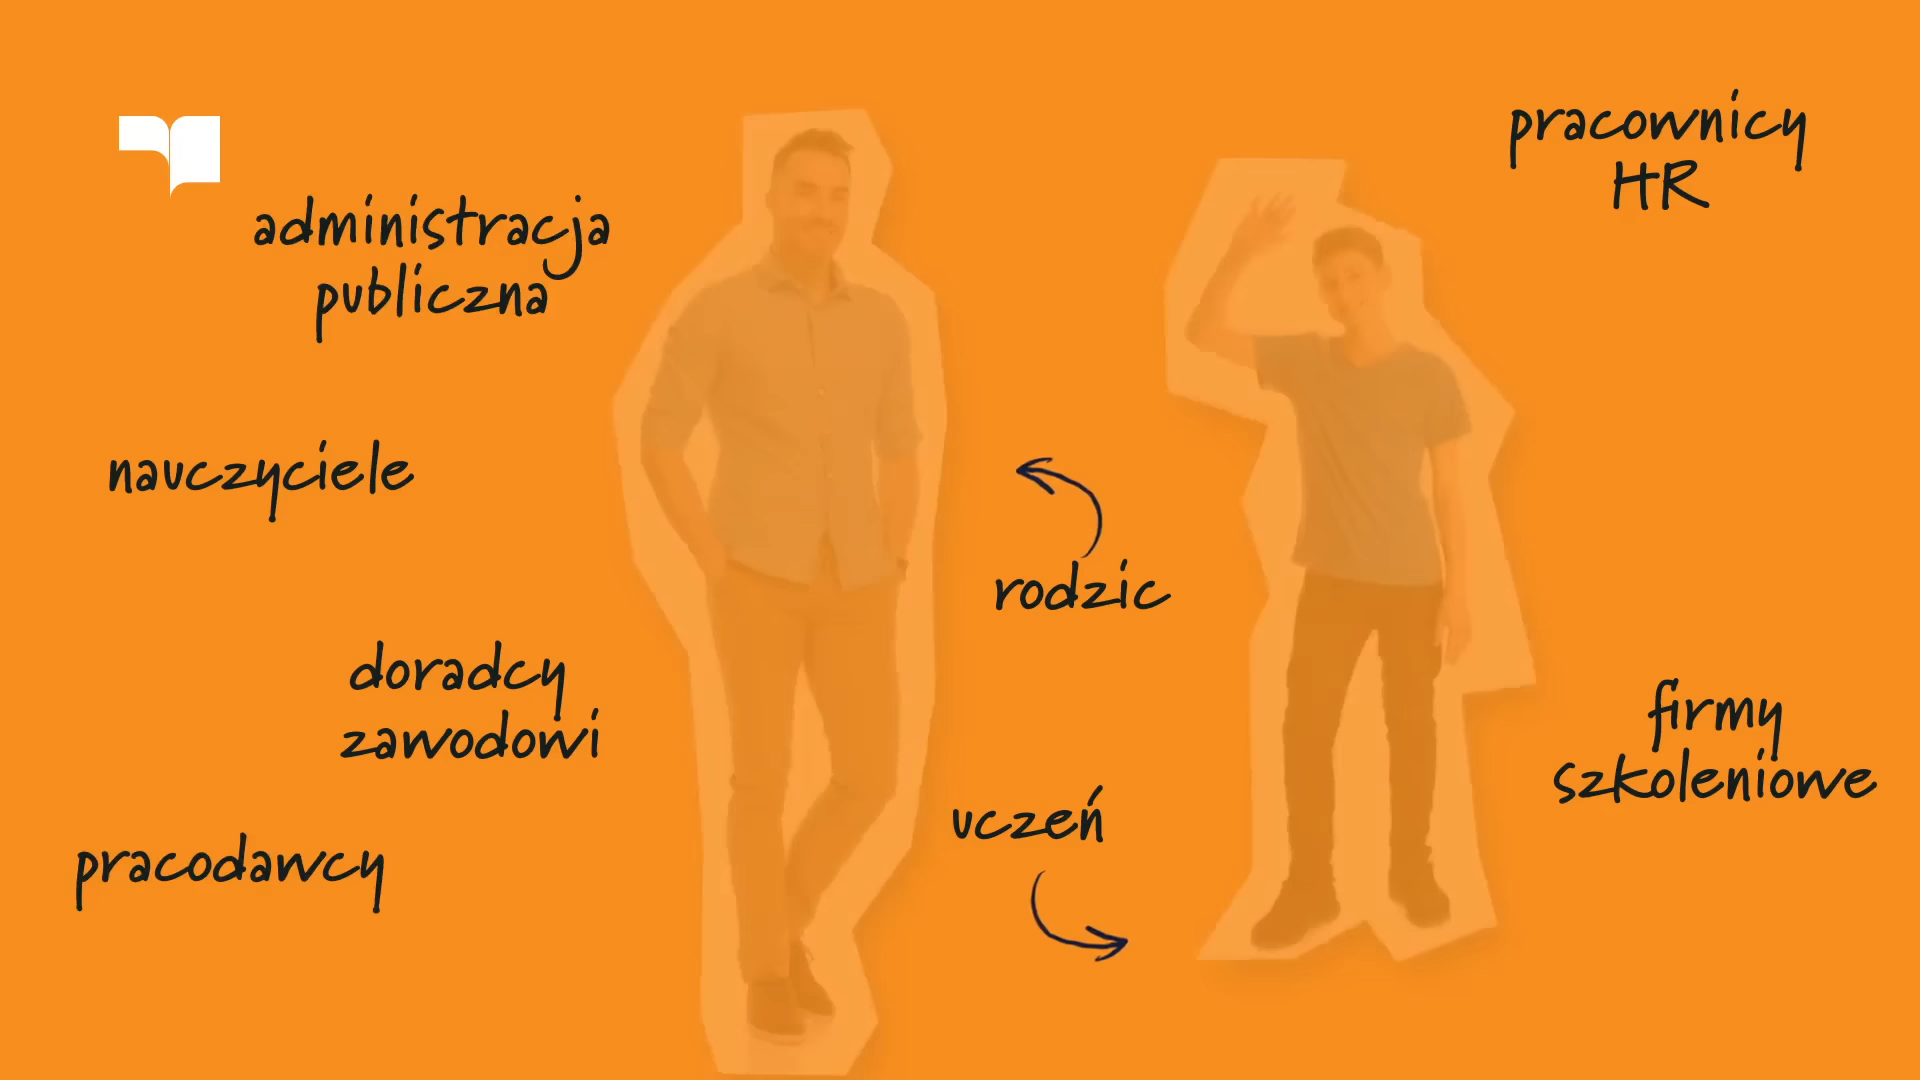 pracownicy
HR
administracja
publiczna
nauczyciele
rodzic
doradcy
zawodowi
firmy
szkoleniowe
uczeń
pracodawcy